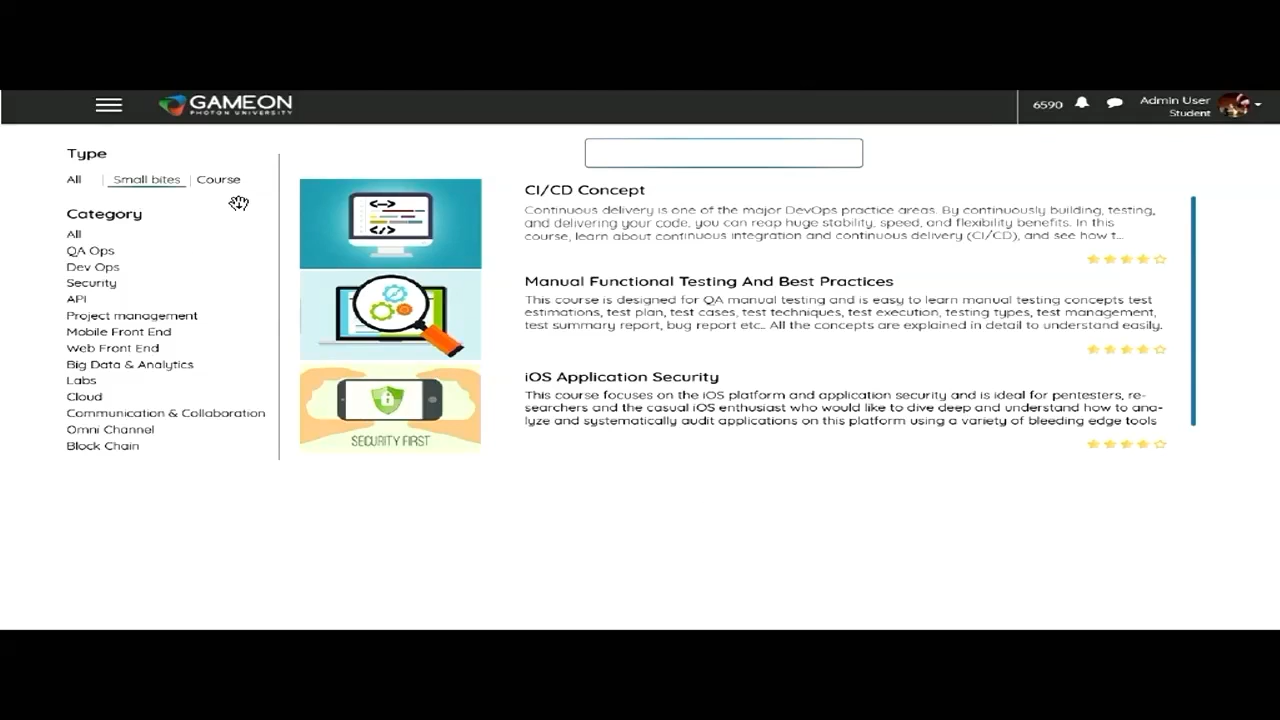 GAMEON
PHOTON UNIVERSITY
6590
Admin User
Student
Type
All
Small bites
Course
Category
All
QA Ops
Dev Ops
Security
API
Project management
Mobile Front End
Web Front End
Big Data & Analytics
Labs
Cloud
Communication & Collaboration
Omni Channel
Block Chain
CI/CD Concept
Continuous delivery is one of the major DevOps practice areas. By continuously building, testing,
and delivering your code, you can reap huge stability, speed, and flexibility benefits. In this
course, learn about continuous integration and continuous delivery (CI/CD), and see how t...
Manual Functional Testing And Best Practices
This course is designed for QA manual testing and is easy to learn manual testing concepts test
estimations, test plan, test cases, test techniques, test execution, testing types, test management,
test summary report, bug report etc.. All the concepts are explained in detail to understand easily.
SECURITY FIRST
iOS Application Security
This course focuses on the iOS platform and application security and is ideal for pentesters, re-
searchers and the casual iOS enthusiast who would like to dive deep and understand how to ana-
lyze and systematically audit applications on this platform using a variety of bleeding edge tools